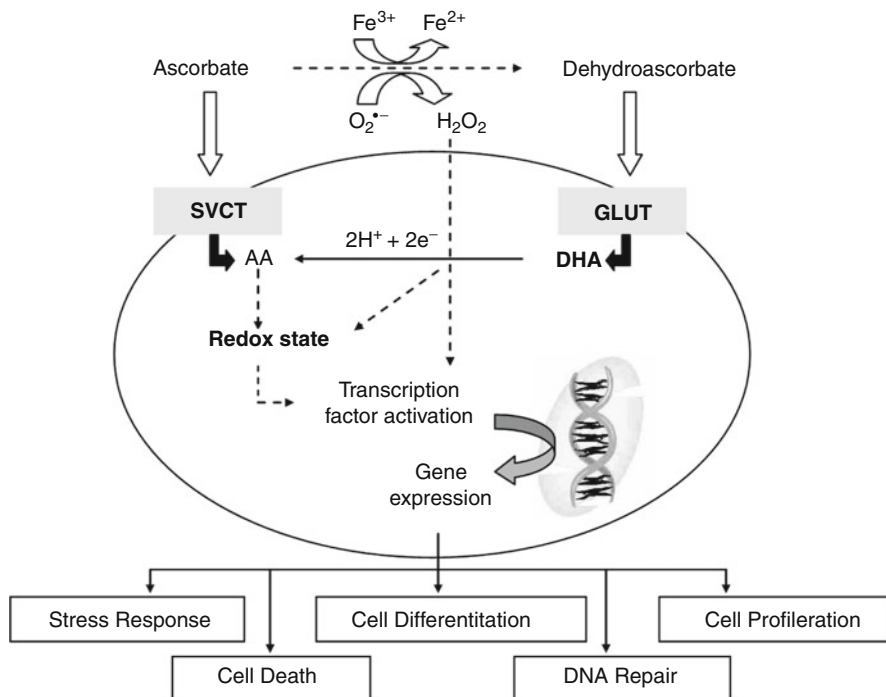 Fe³⁺ Fe²⁺
Ascorbate Dehydroascorbate
O₂•⁻ H₂O₂
SVCT GLUT
2H⁺ + 2e⁻
AA DHA
Redox state
Transcription
factor activation
Gene
expression
Stress Response Cell Differentitation Cell Profileration
Cell Death DNA Repair